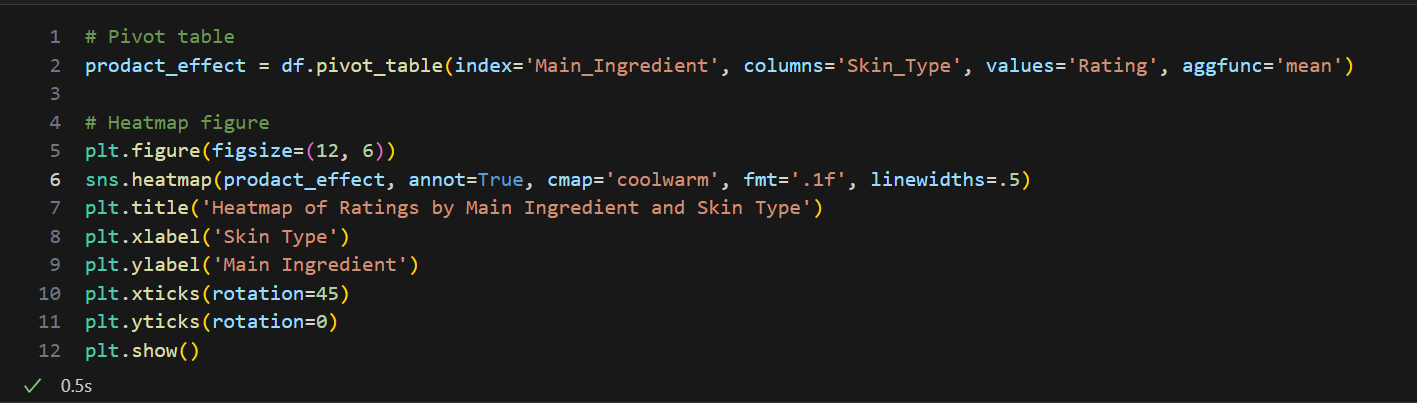 1 # Pivot table
2 prodact_effect = df.pivot_table(index='Main_Ingredient', columns='Skin_Type', values='Rating', aggfunc='mean')
3
4 # Heatmap figure
5 plt.figure(figsize=(12, 6))
6 sns.heatmap(prodact_effect, annot=True, cmap='coolwarm', fmt='.1f', linewidths=.5)
7 plt.title('Heatmap of Ratings by Main Ingredient and Skin Type')
8 plt.xlabel('Skin Type')
9 plt.ylabel('Main Ingredient')
10 plt.xticks(rotation=45)
11 plt.yticks(rotation=0)
12 plt.show()
✓ 0.5s